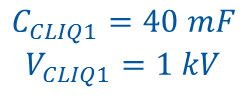 C_CLIQ1 = 40 mF
V_CLIQ1 = 1 kV